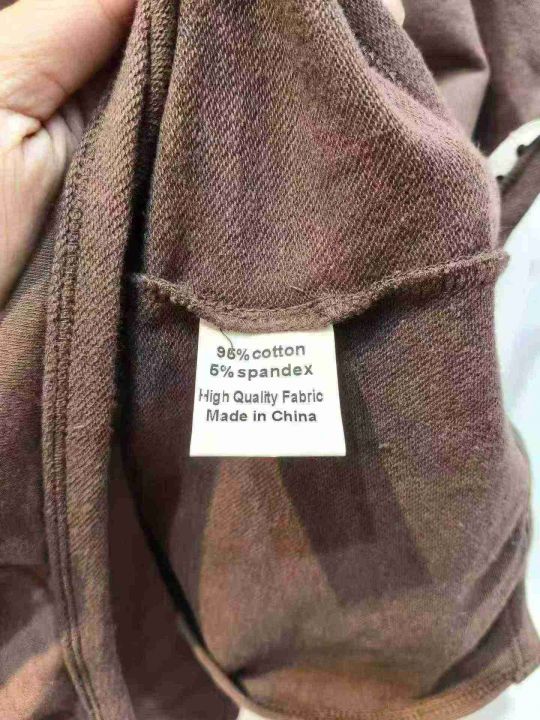 95%cotton
5%spandex
High Quality Fabric
Made in China